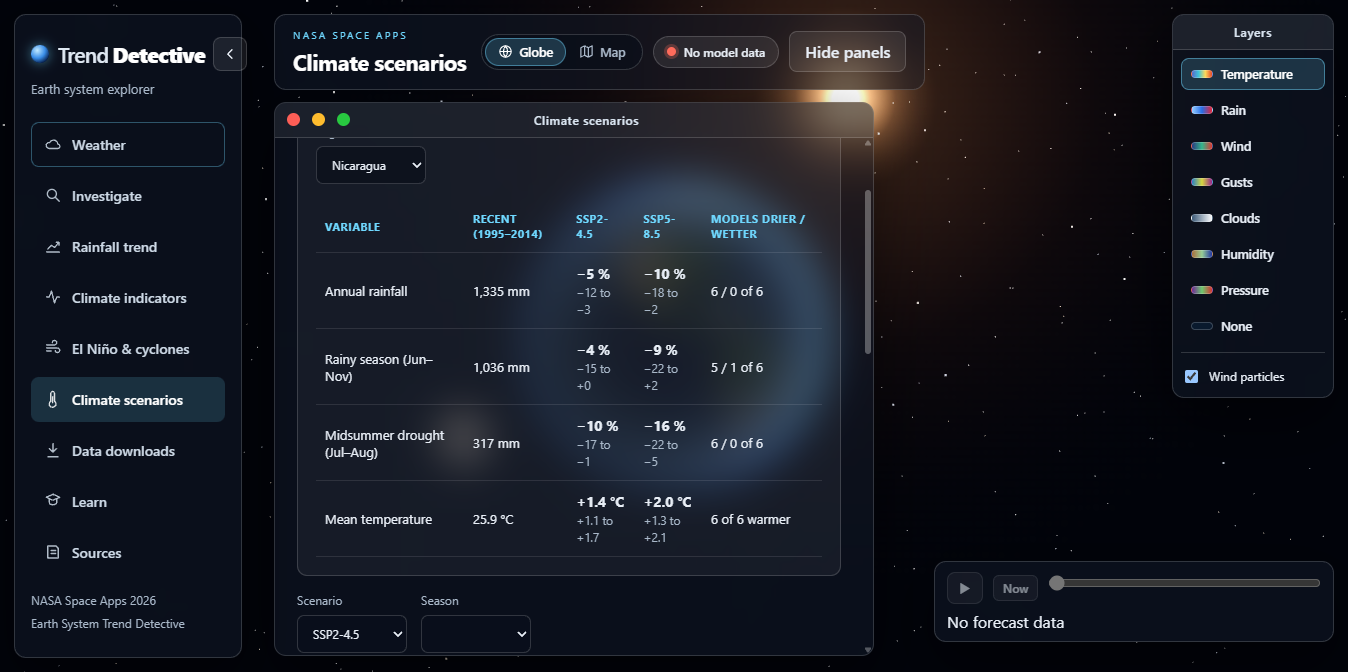 Trend Detective
Earth system explorer
Weather
Investigate
Rainfall trend
Climate indicators
El Niño & cyclones
Climate scenarios
Data downloads
Learn
Sources
NASA Space Apps 2026
Earth System Trend Detective
NASA SPACE APPS
Climate scenarios
Globe
Map
No model data
Hide panels
Climate scenarios
Nicaragua
VARIABLE
RECENT
(1995–2014)
SSP2-
4.5
SSP5-
8.5
MODELS DRIER /
WETTER
Annual rainfall
1,335 mm
−5 %
−12 to
−3
−10 %
−18 to
−2
6 / 0 of 6
Rainy season (Jun–
Nov)
1,036 mm
−4 %
−15 to
+0
−9 %
−22 to
+2
5 / 1 of 6
Midsummer drought
(Jul–Aug)
317 mm
−10 %
−17 to
−1
−16 %
−22 to
−5
6 / 0 of 6
Mean temperature
25.9 °C
+1.4 °C
+1.1 to
+1.7
+2.0 °C
+1.3 to
+2.1
6 of 6 warmer
Scenario
Season
SSP2-4.5
Layers
Temperature
Rain
Wind
Gusts
Clouds
Humidity
Pressure
None
Wind particles
Now
No forecast data